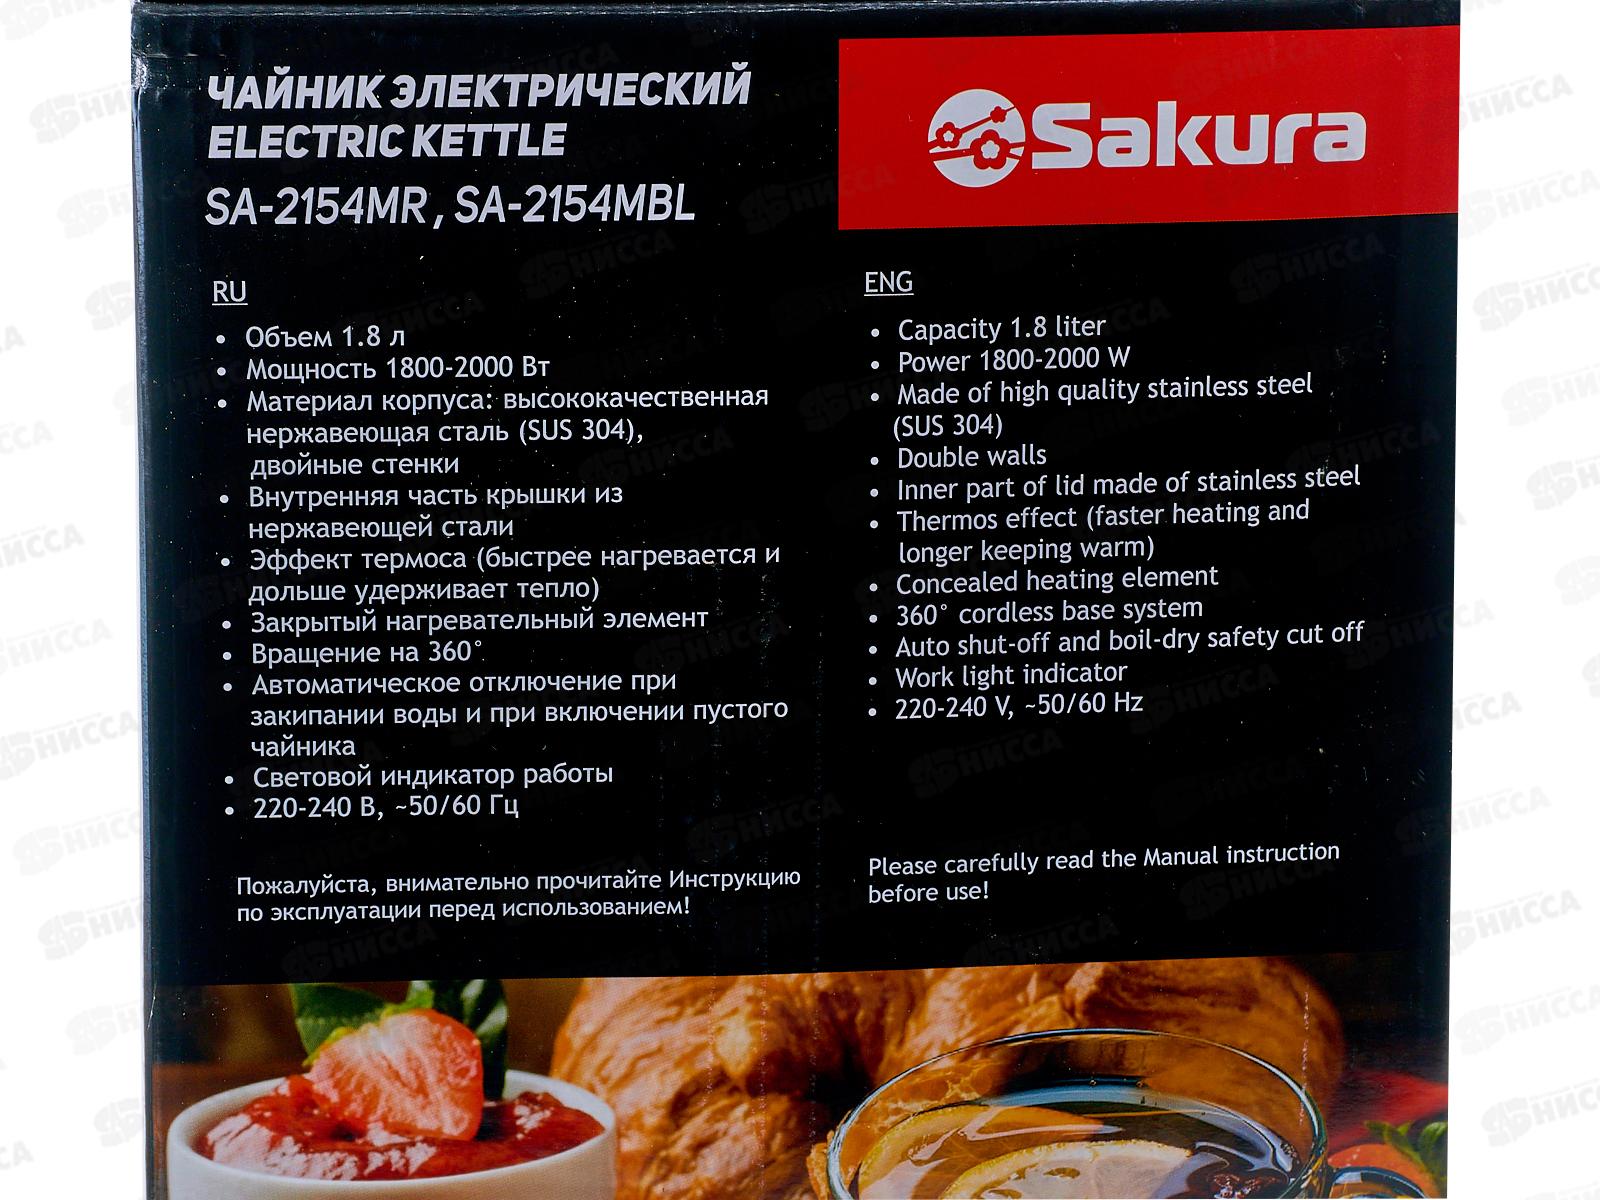 ЧАЙНИК ЭЛЕКТРИЧЕСКИЙ
ELECTRIC KETTLE
SA-2154MR, SA-2154MBL
Sakura
RU
• Объем 1.8 л
• Мощность 1800-2000 Вт
• Материал корпуса: высококачественная
нержавеющая сталь (SUS 304),
двойные стенки
• Внутренняя часть крышки из
нержавеющей стали
• Эффект термоса (быстрее нагревается и
дольше удерживает тепло)
• Закрытый нагревательный элемент
• Вращение на 360°
• Автоматическое отключение при
закипании воды и при включении пустого
чайника
• Световой индикатор работы
• 220-240 В, ~50/60 Гц
Пожалуйста, внимательно прочитайте Инструкцию
по эксплуатации перед использованием!
ENG
• Capacity 1.8 liter
• Power 1800-2000 W
• Made of high quality stainless steel
(SUS 304)
• Double walls
• Inner part of lid made of stainless steel
• Thermos effect (faster heating and
longer keeping warm)
• Concealed heating element
• 360° cordless base system
• Auto shut-off and boil-dry safety cut off
• Work light indicator
• 220-240 V, ~50/60 Hz
Please carefully read the Manual instruction
before use!
НИССА